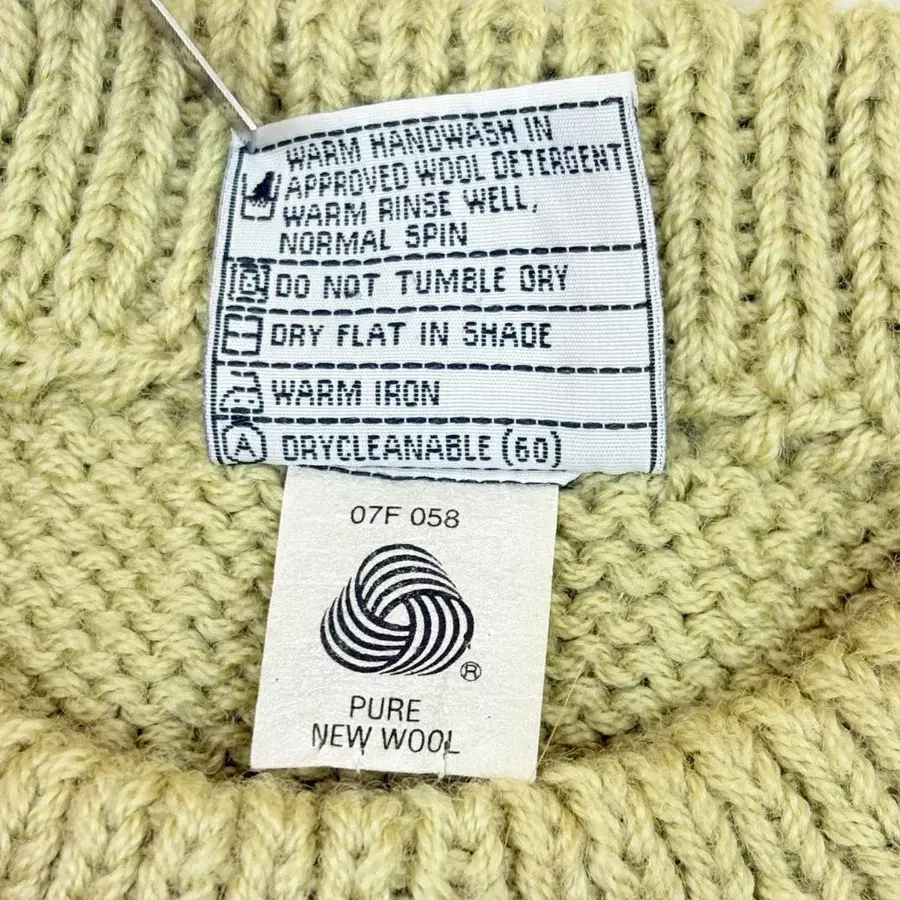 WARM HANDWASH IN
APPROVED WOOL DETERGENT
WARM RINSE WELL,
NORMAL SPIN
DO NOT TUMBLE DRY
DRY FLAT IN SHADE
WARM IRON
A DRYCLEANABLE (60)
07F 058
®
PURE
NEW WOOL